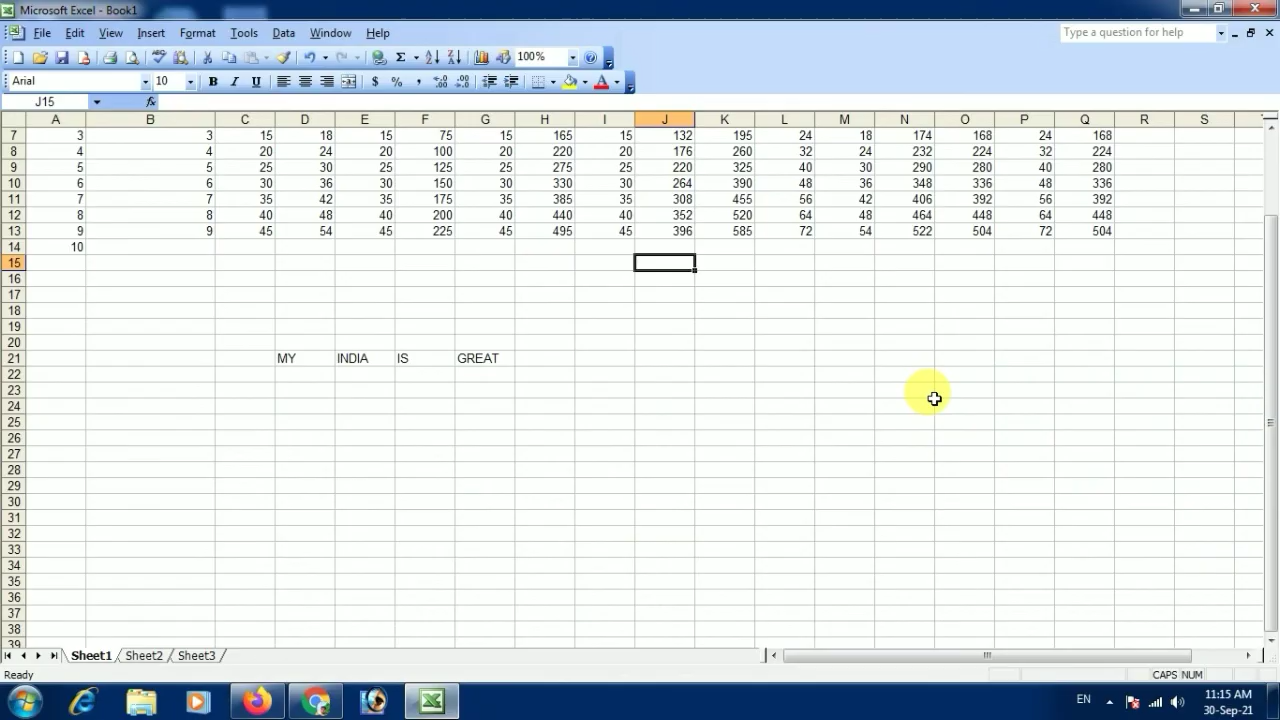 Microsoft Excel - Book1
File Edit View Insert Format Tools Data Window Help Type a question for help
100%
Arial 10 B I U $ % ,
J15 fx
A B C D E F G H I J K L M N O P Q R S
7 3 3 15 18 15 75 15 165 15 132 195 24 18 174 168 24 168
8 4 4 20 24 20 100 20 220 20 176 260 32 24 232 224 32 224
9 5 5 25 30 25 125 25 275 25 220 325 40 30 290 280 40 280
10 6 6 30 36 30 150 30 330 30 264 390 48 36 348 336 48 336
11 7 7 35 42 35 175 35 385 35 308 455 56 42 406 392 56 392
12 8 8 40 48 40 200 40 440 40 352 520 64 48 464 448 64 448
13 9 9 45 54 45 225 45 495 45 396 585 72 54 522 504 72 504
14 10
15
16
17
18
19
20
21 MY INDIA IS GREAT
22
23
24
25
26
27
28
29
30
31
32
33
34
35
36
37
38
39
Sheet1 Sheet2 Sheet3
Ready CAPS NUM
EN 11:15 AM
30-Sep-21